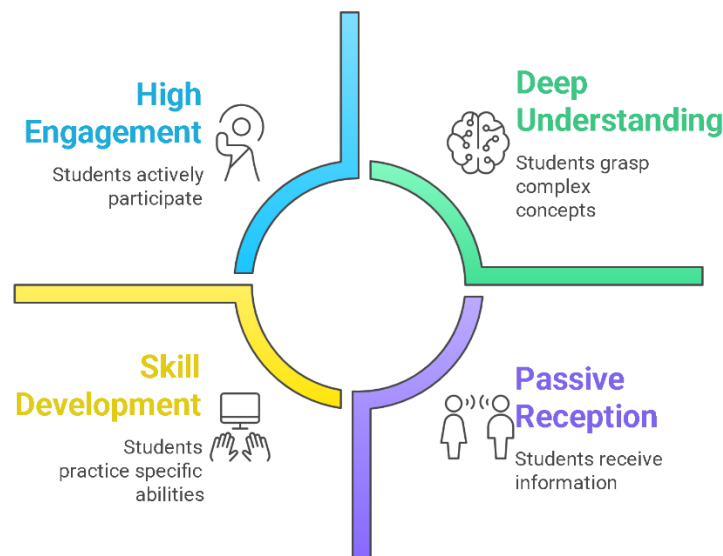 High
Engagement
Students actively
participate
Deep
Understanding
Students grasp
complex
concepts
Skill
Development
Students
practice specific
abilities
Passive
Reception
Students receive
information